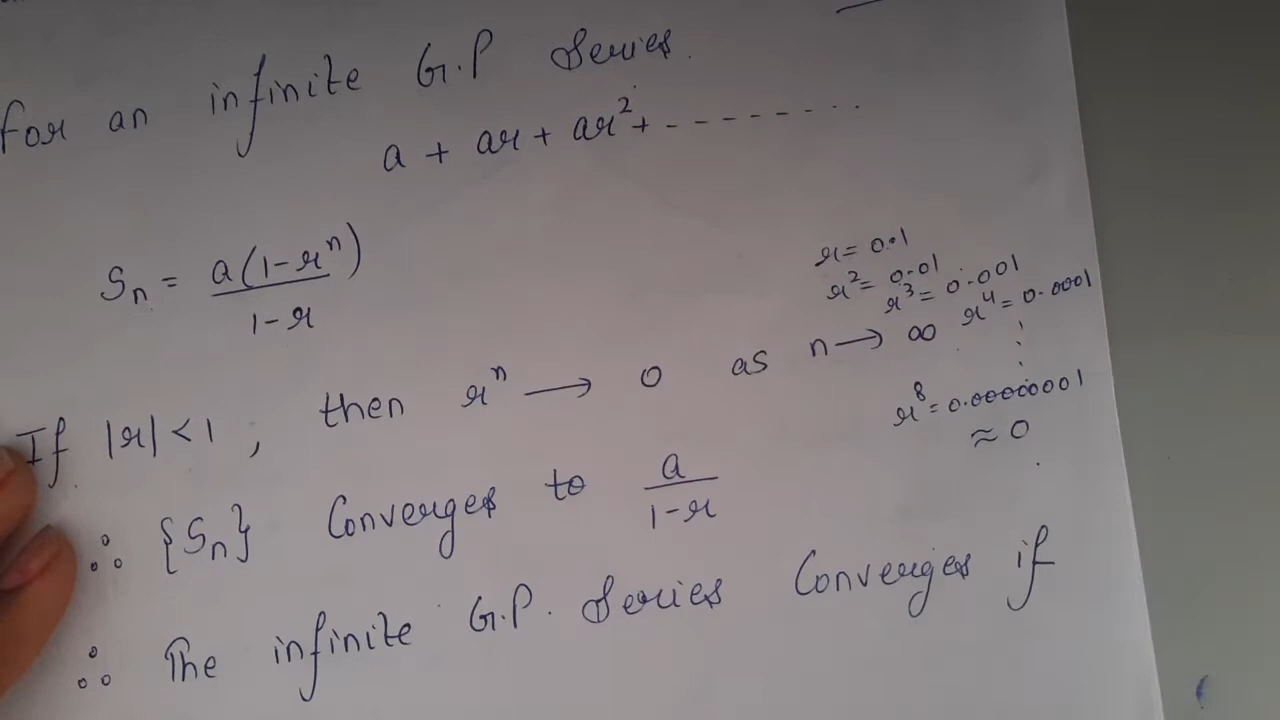 For an infinite G.P Series.
a + ar + ar² + - - - - - - - . .
Sn = a(1-rⁿ) / 1-r
r = 0.1
r² = 0.01
r³ = 0.001
r⁴ = 0.0001
If |r| < 1, then rⁿ → 0 as n → ∞
r⁸ = 0.00000001
≈ 0
∴ {Sn} Converges to a / 1-r
∴ The infinite G.P. Series Converges if